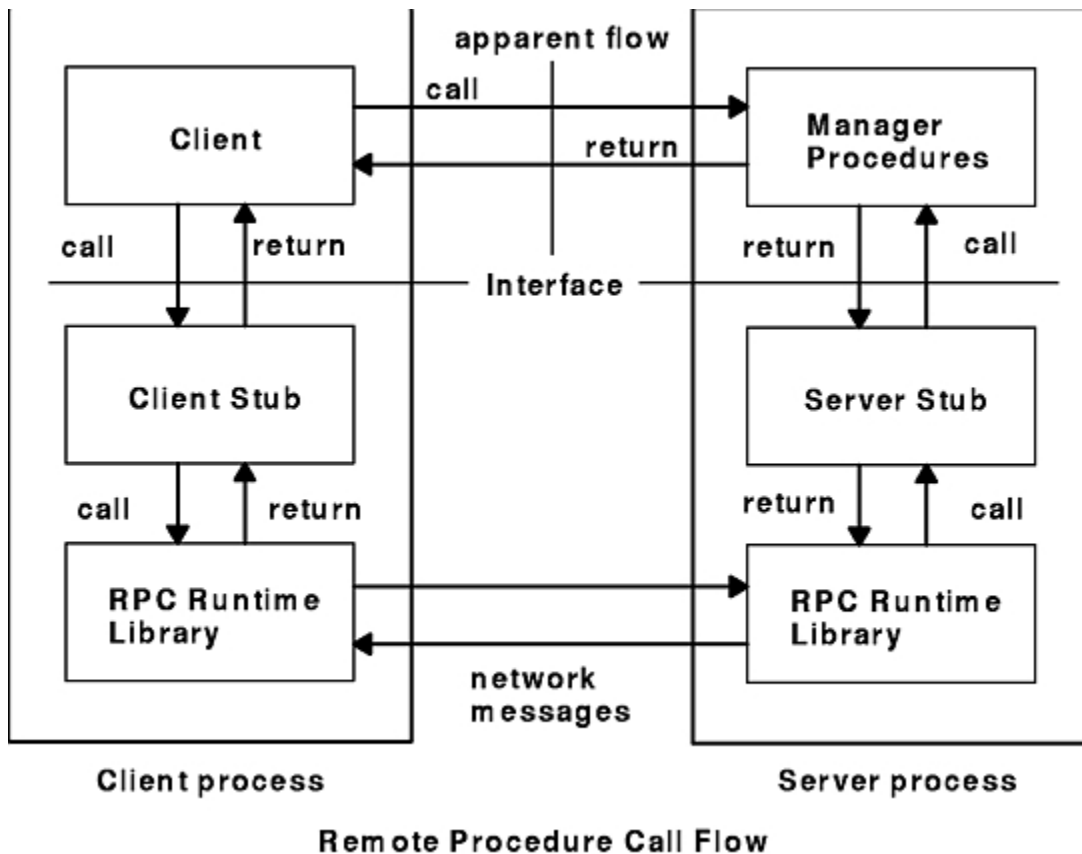 apparent flow
call
Client
Manager
Procedures
return
call
return
return
call
Interface
Client Stub
Server Stub
call
return
return
call
RPC Runtime
Library
RPC Runtime
Library
network
messages
Client process
Server process
Remote Procedure Call Flow